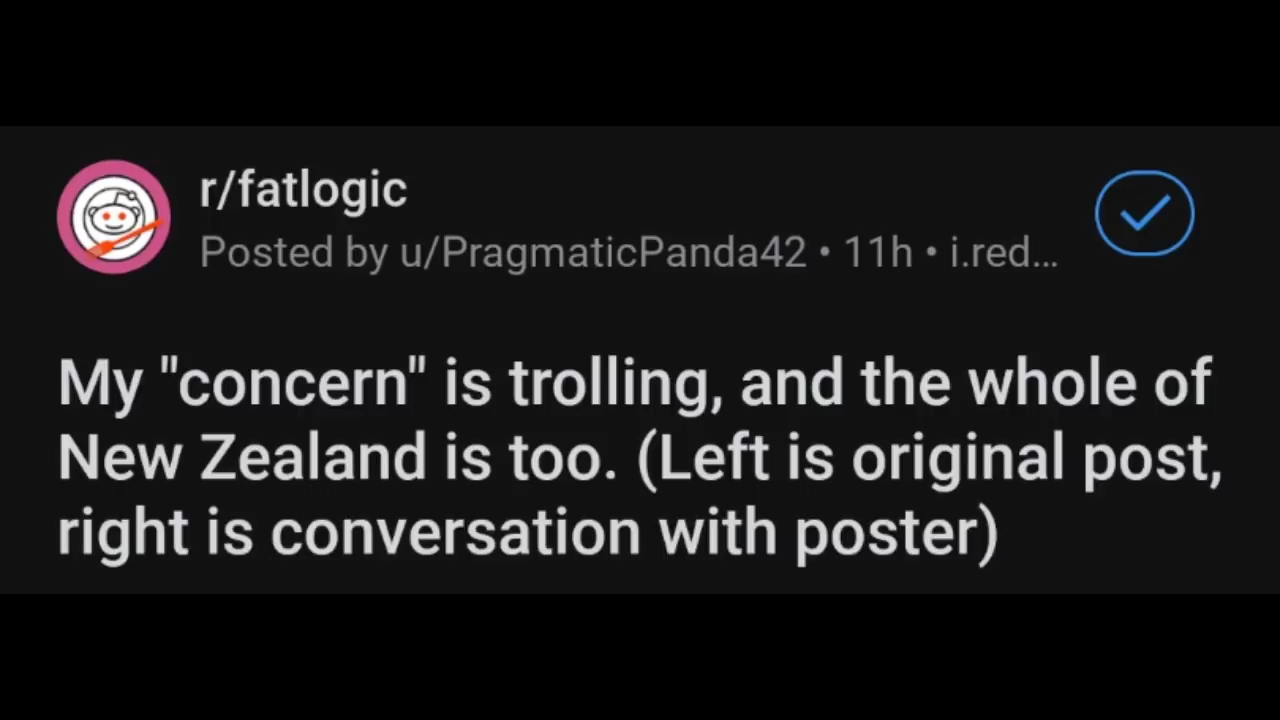 r/fatlogic
Posted by u/PragmaticPanda42 • 11h • i.red...
My "concern" is trolling, and the whole of
New Zealand is too. (Left is original post,
right is conversation with poster)